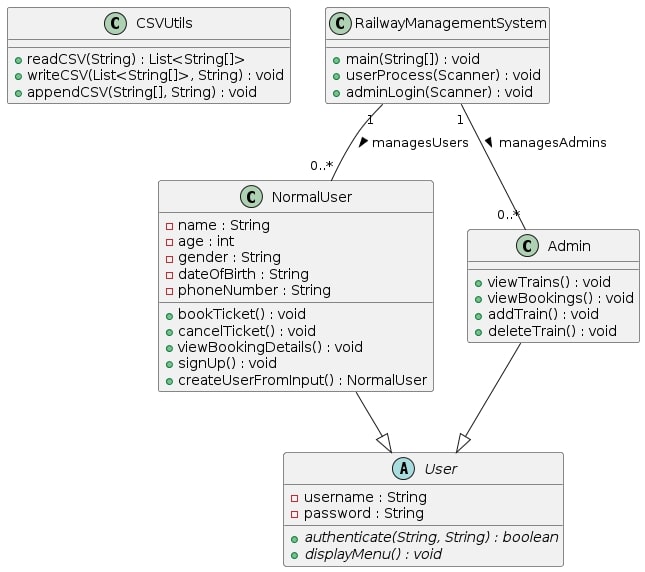 C CSVUtils
readCSV(String) : List<String[]>
writeCSV(List<String[]>, String) : void
appendCSV(String[], String) : void
C RailwayManagementSystem
main(String[]) : void
userProcess(Scanner) : void
adminLogin(Scanner) : void
1
managesUsers
0..*
1
managesAdmins
0..*
C NormalUser
name : String
age : int
gender : String
dateOfBirth : String
phoneNumber : String
bookTicket() : void
cancelTicket() : void
viewBookingDetails() : void
signUp() : void
createUserFromInput() : NormalUser
C Admin
viewTrains() : void
viewBookings() : void
addTrain() : void
deleteTrain() : void
A User
username : String
password : String
authenticate(String, String) : boolean
displayMenu() : void